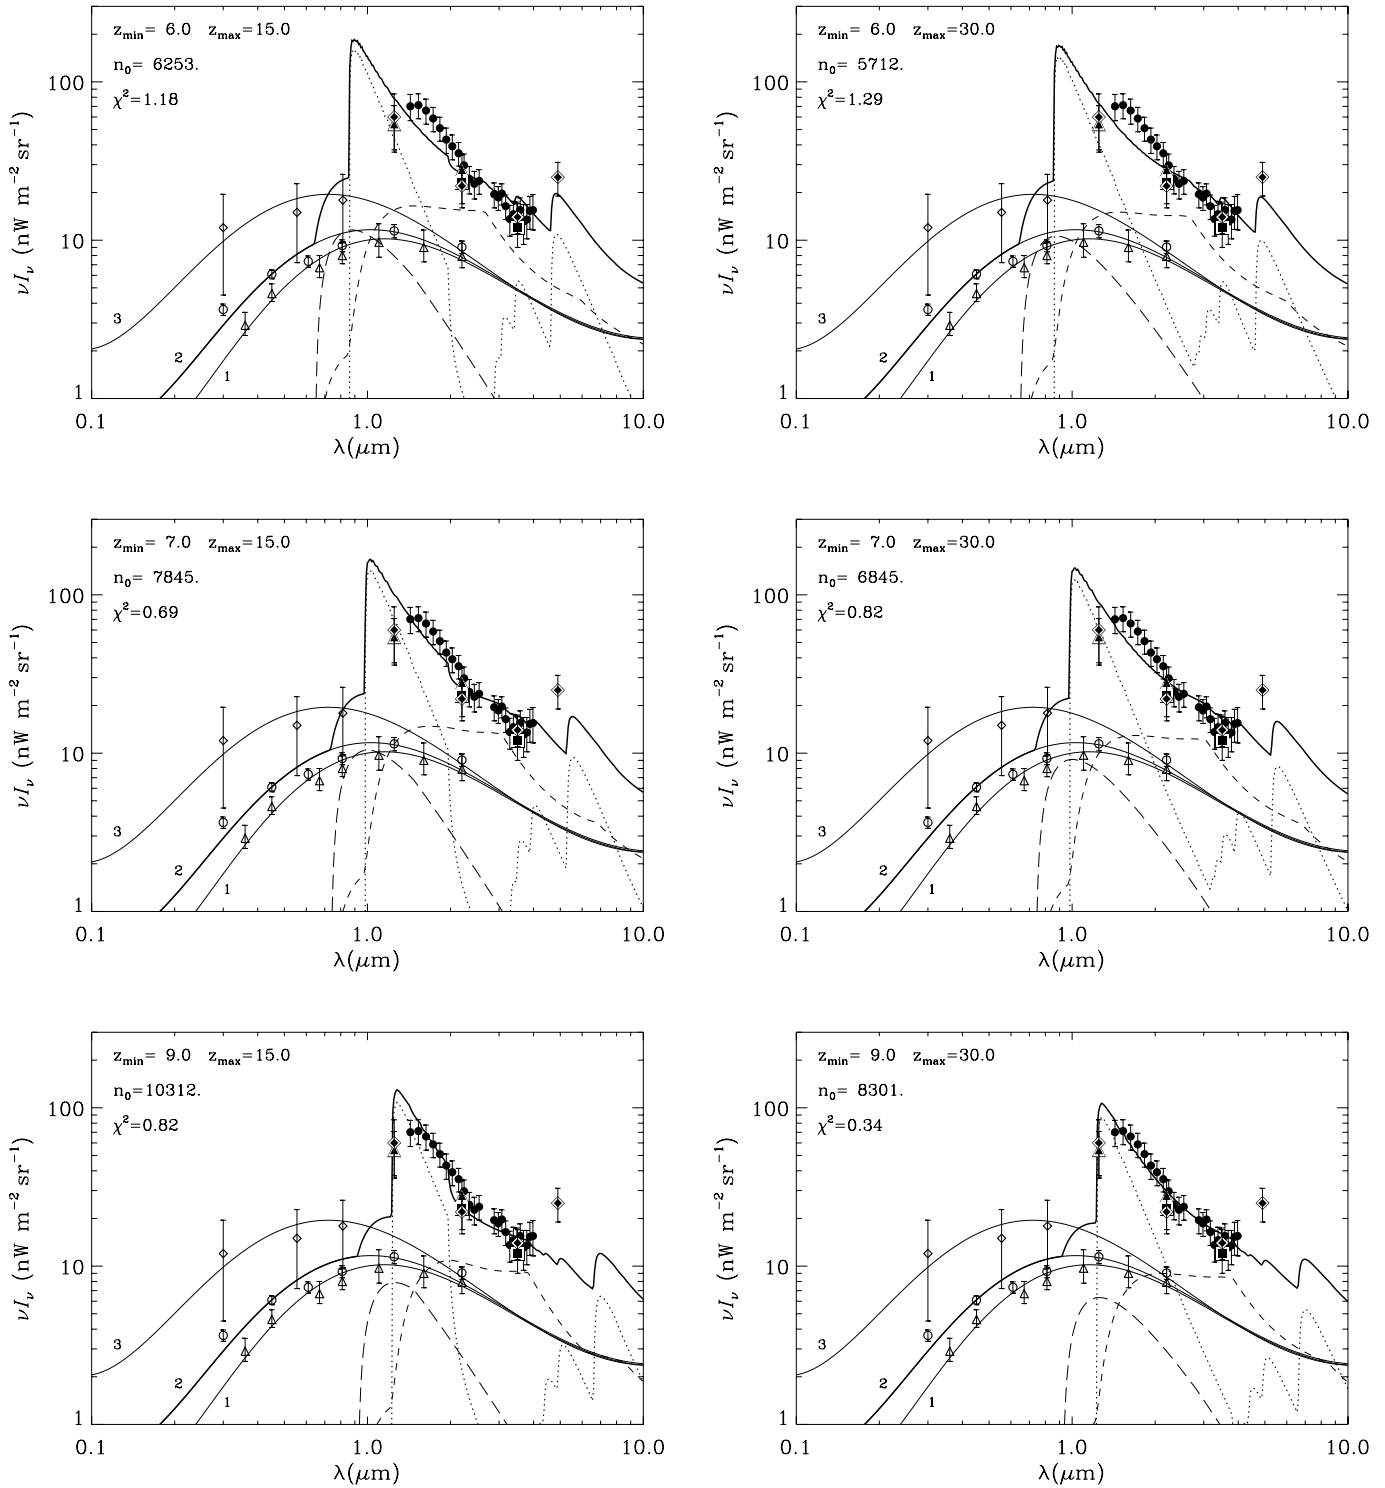 z_min= 6.0 z_max=15.0
n_0= 6253.
χ²=1.18
100
10
1
νI_ν (nW m⁻² sr⁻¹)
3
2
1
0.1 1.0 10.0
λ(μm)
z_min= 6.0 z_max=30.0
n_0= 5712.
χ²=1.29
100
10
1
νI_ν (nW m⁻² sr⁻¹)
3
2
1
0.1 1.0 10.0
λ(μm)
z_min= 7.0 z_max=15.0
n_0= 7845.
χ²=0.69
100
10
1
νI_ν (nW m⁻² sr⁻¹)
3
2
1
0.1 1.0 10.0
λ(μm)
z_min= 7.0 z_max=30.0
n_0= 6845.
χ²=0.82
100
10
1
νI_ν (nW m⁻² sr⁻¹)
3
2
1
0.1 1.0 10.0
λ(μm)
z_min= 9.0 z_max=15.0
n_0=10312.
χ²=0.82
100
10
1
νI_ν (nW m⁻² sr⁻¹)
3
2
1
0.1 1.0 10.0
λ(μm)
z_min= 9.0 z_max=30.0
n_0= 8301.
χ²=0.34
100
10
1
νI_ν (nW m⁻² sr⁻¹)
3
2
1
0.1 1.0 10.0
λ(μm)